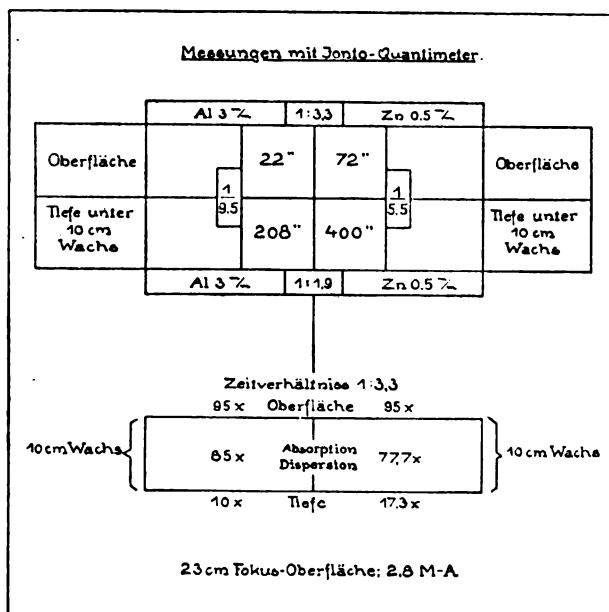 Messungen mit Jonto-Quantimeter.
Al 3 m/m 1:3,3 Zn 0.5 m/m
Oberfläche 22" 72" Oberfläche
1/9.5 1/5.5
Tiefe unter 10 cm Wachs 208" 400" Tiefe unter 10 cm Wachs
Al 3 m/m 1:1,9 Zn 0.5 m/m
Zeitverhältniss 1:3,3
95 x Oberfläche 95 x
10 cm Wachs 85 x Absorption Dispersion 77,7 x 10 cm Wachs
10 x Tiefe 17,3 x
23 cm Fokus-Oberfläche; 2,8 M-A